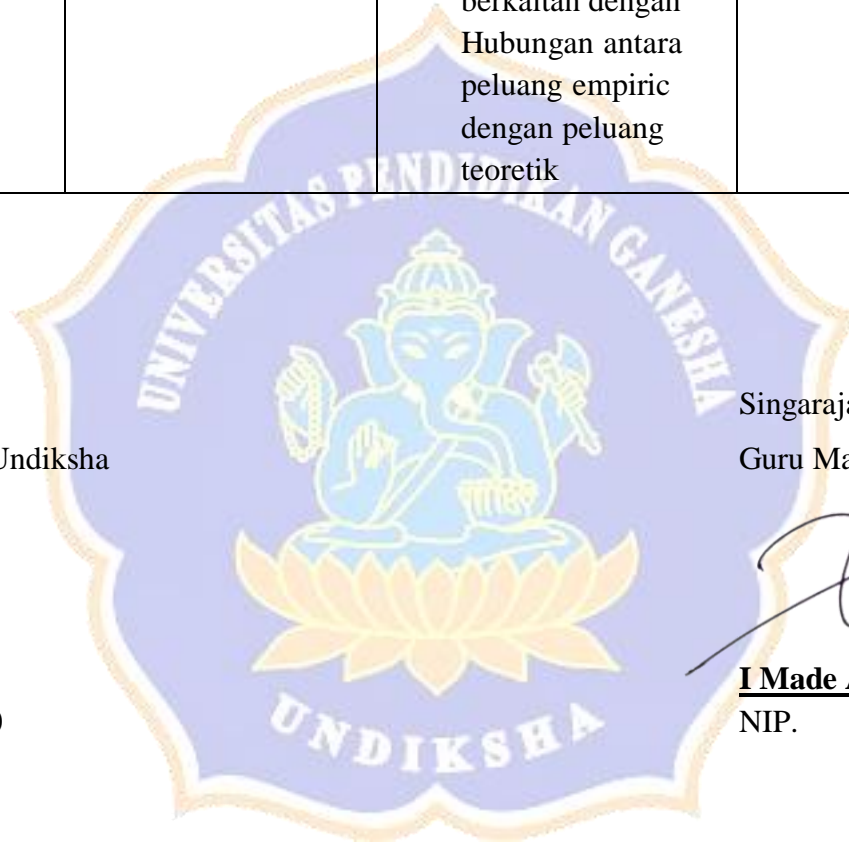 berkaitan dengan
Hubungan antara
peluang empiric
dengan peluang
teoretik
UNIVERSITAS PENDIDIKAN GANESHA
Singaraja
Undiksha
Guru Ma
I Made
)
NIP.
UNDIKSHA